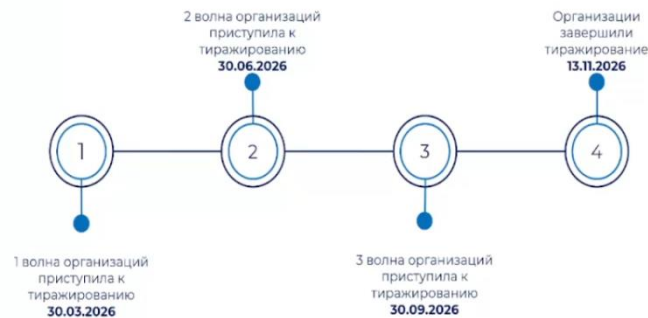 2 волна организаций
приступила к
тиражированию
30.06.2026
Организации
завершили
тиражирование
13.11.2026
1
2
3
4
1 волна организаций
приступила к
тиражированию
30.03.2026
3 волна организаций
приступила к
тиражированию
30.09.2026